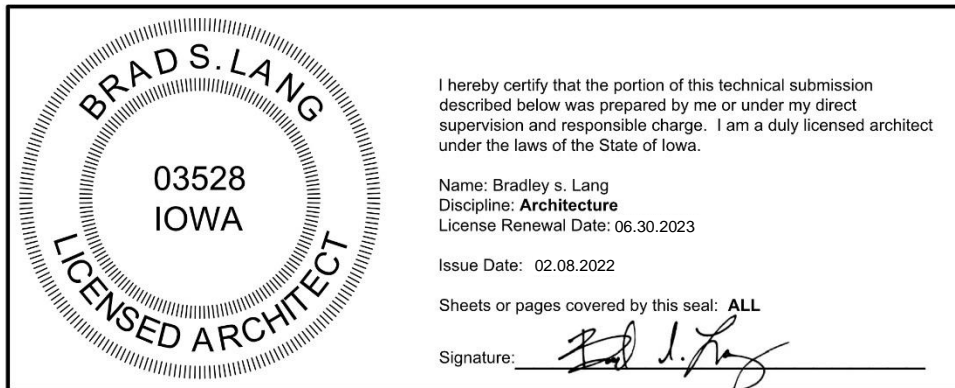 BRAD S. LANG
03528
IOWA
LICENSED ARCHITECT
I hereby certify that the portion of this technical submission
described below was prepared by me or under my direct
supervision and responsible charge.  I am a duly licensed architect
under the laws of the State of Iowa.
Name: Bradley s. Lang
Discipline: Architecture
License Renewal Date: 06.30.2023
Issue Date: 02.08.2022
Sheets or pages covered by this seal: ALL
Signature: Brad S. Lang